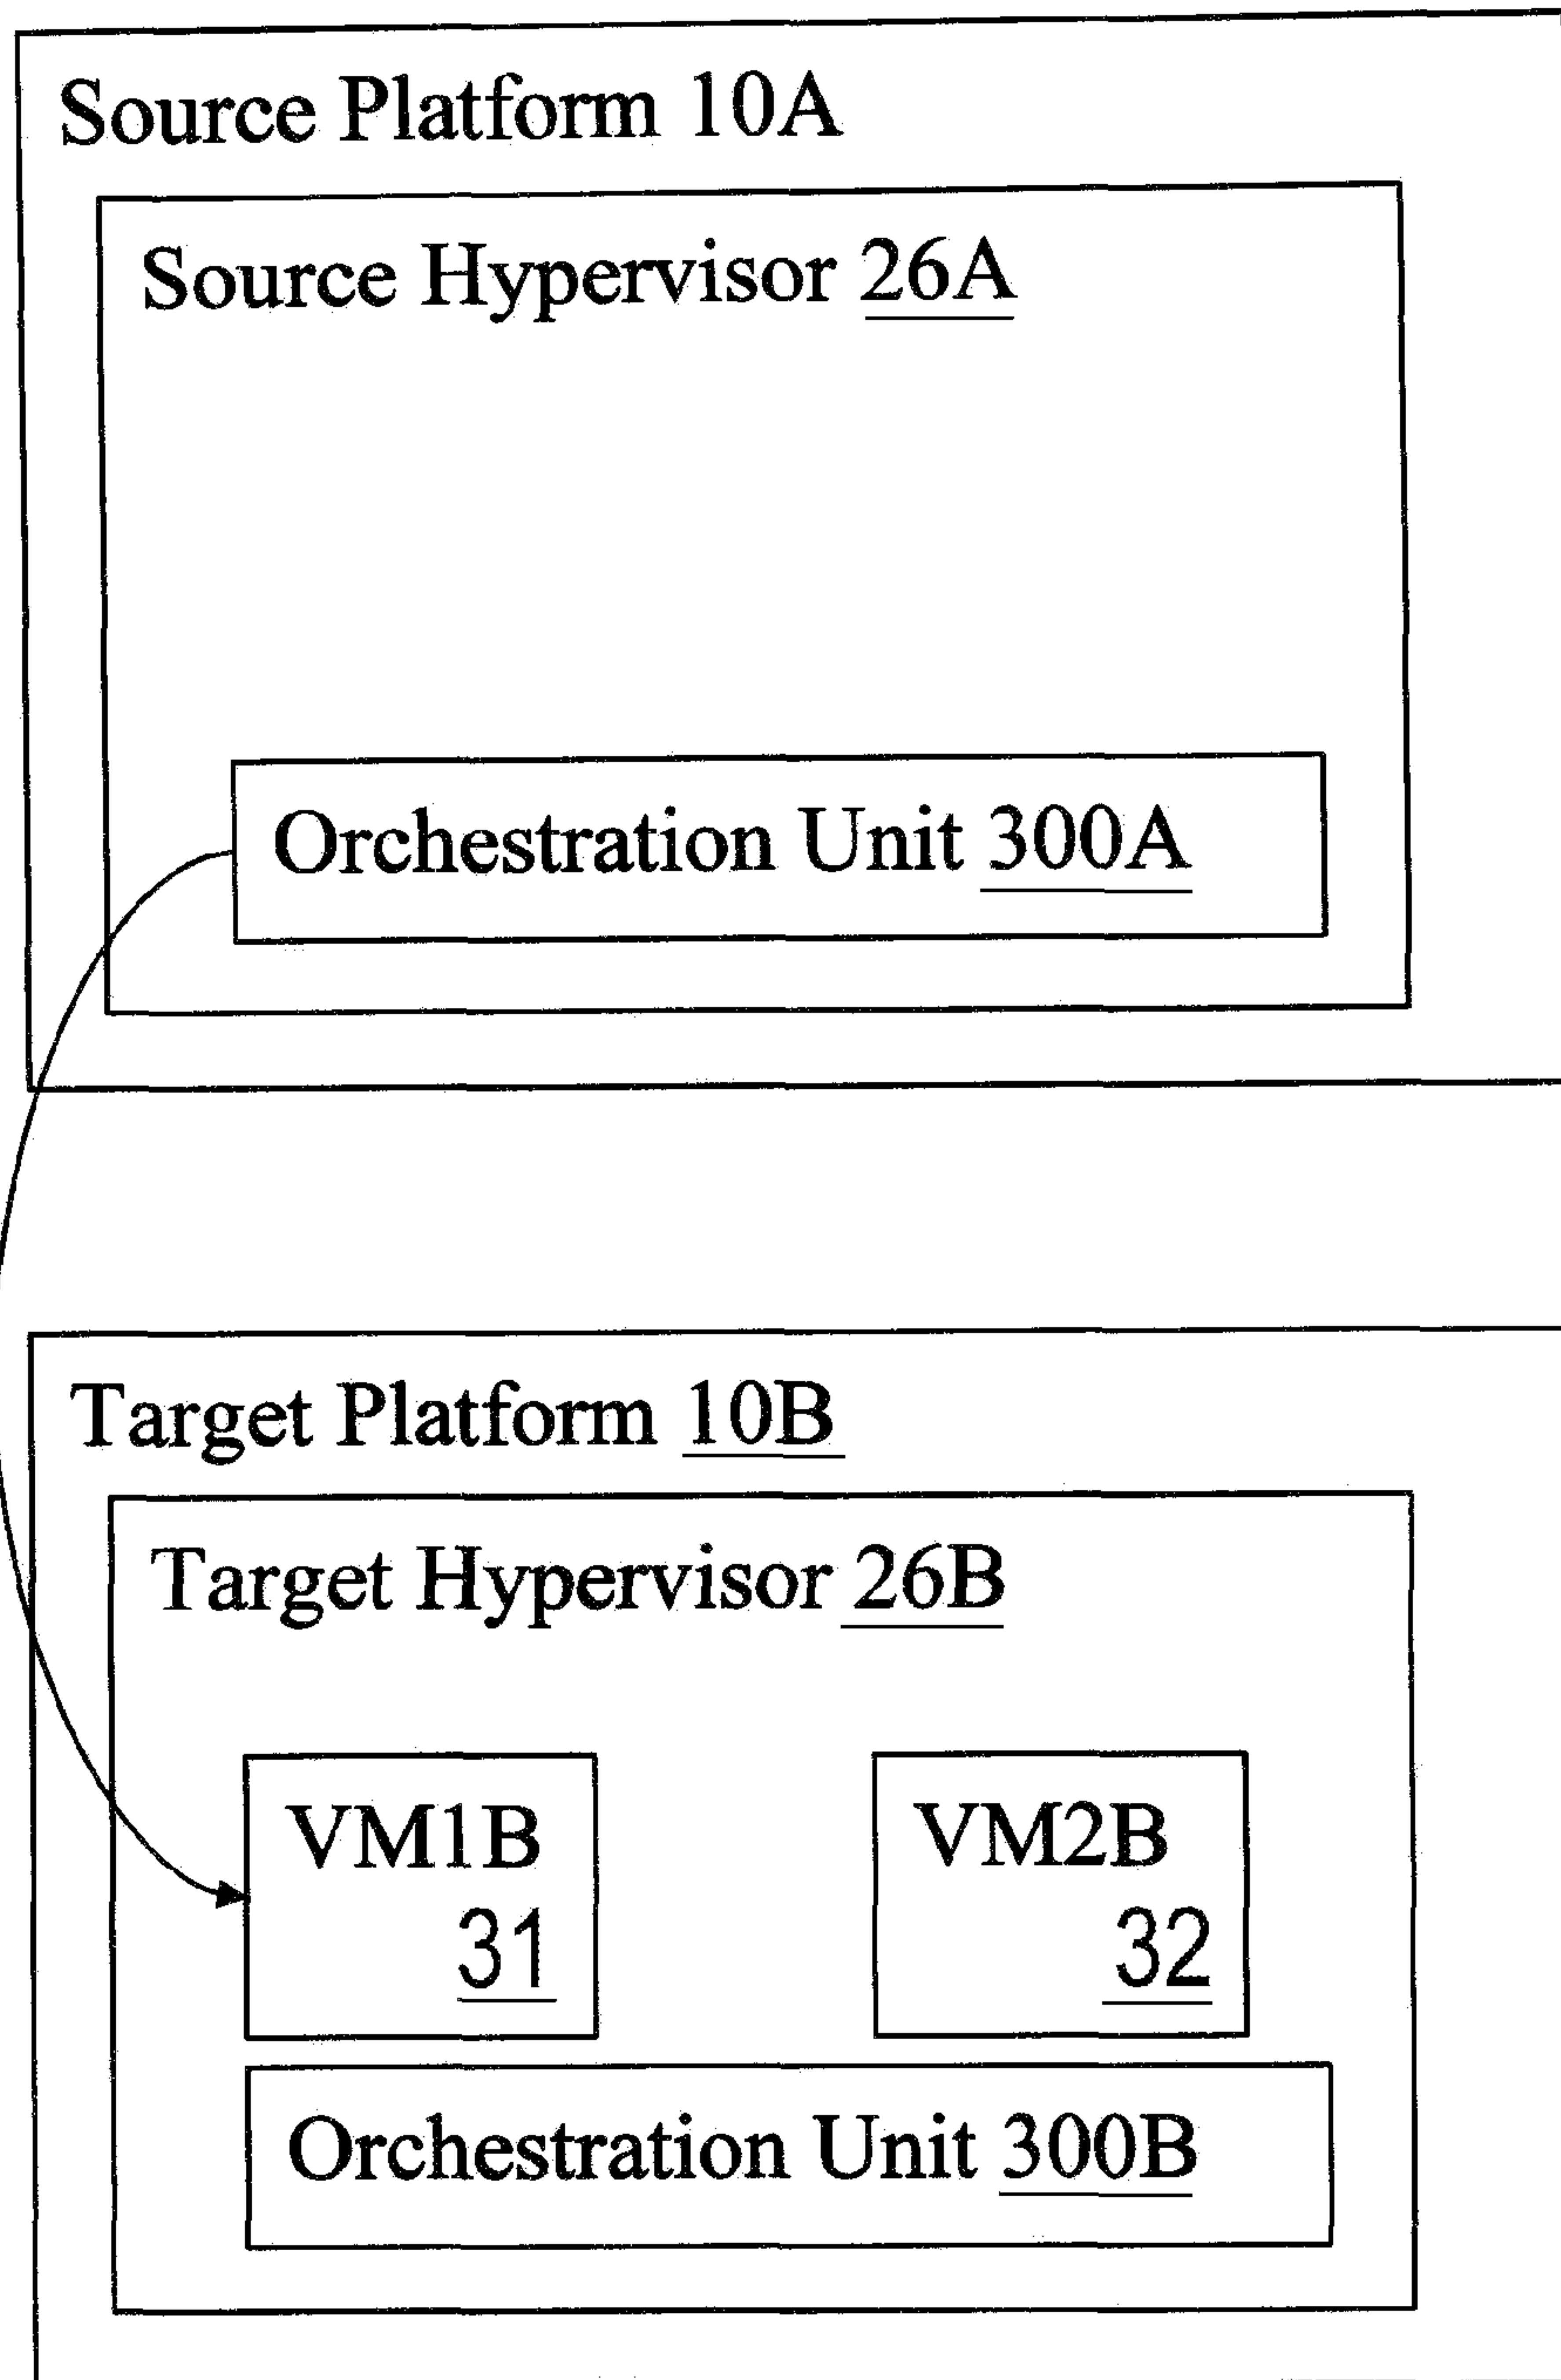 Source Platform 10A
Source Hypervisor 26A
Orchestration Unit 300A
Target Platform 10B
Target Hypervisor 26B
VM1B
31
VM2B
32
Orchestration Unit 300B